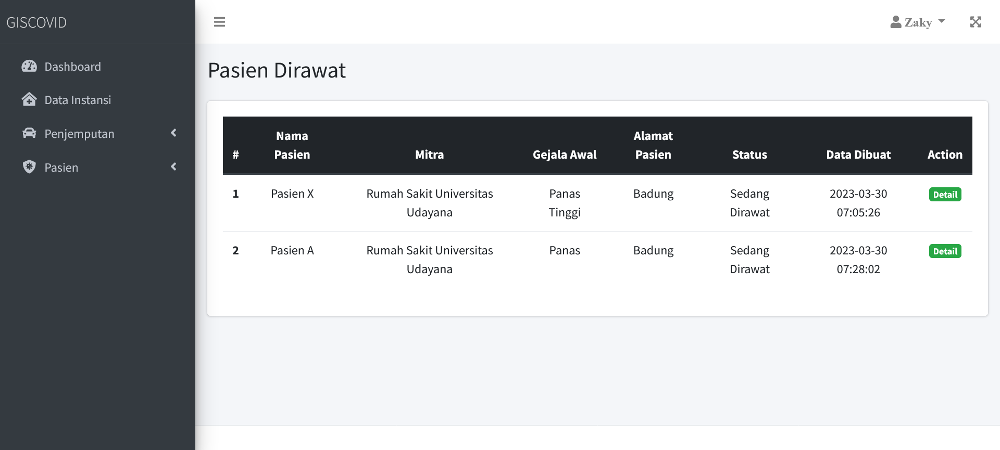 GISCOVID
Zaky
Dashboard
Data Instansi
Penjemputan
Pasien
Pasien Dirawat
# Nama Pasien Mitra Gejala Awal Alamat Pasien Status Data Dibuat Action
1 Pasien X Rumah Sakit Universitas Panas Badung Sedang 2023-03-30 Detail
Udayana Tinggi Dirawat 07:05:26
2 Pasien A Rumah Sakit Universitas Panas Badung Sedang 2023-03-30 Detail
Udayana Dirawat 07:28:02